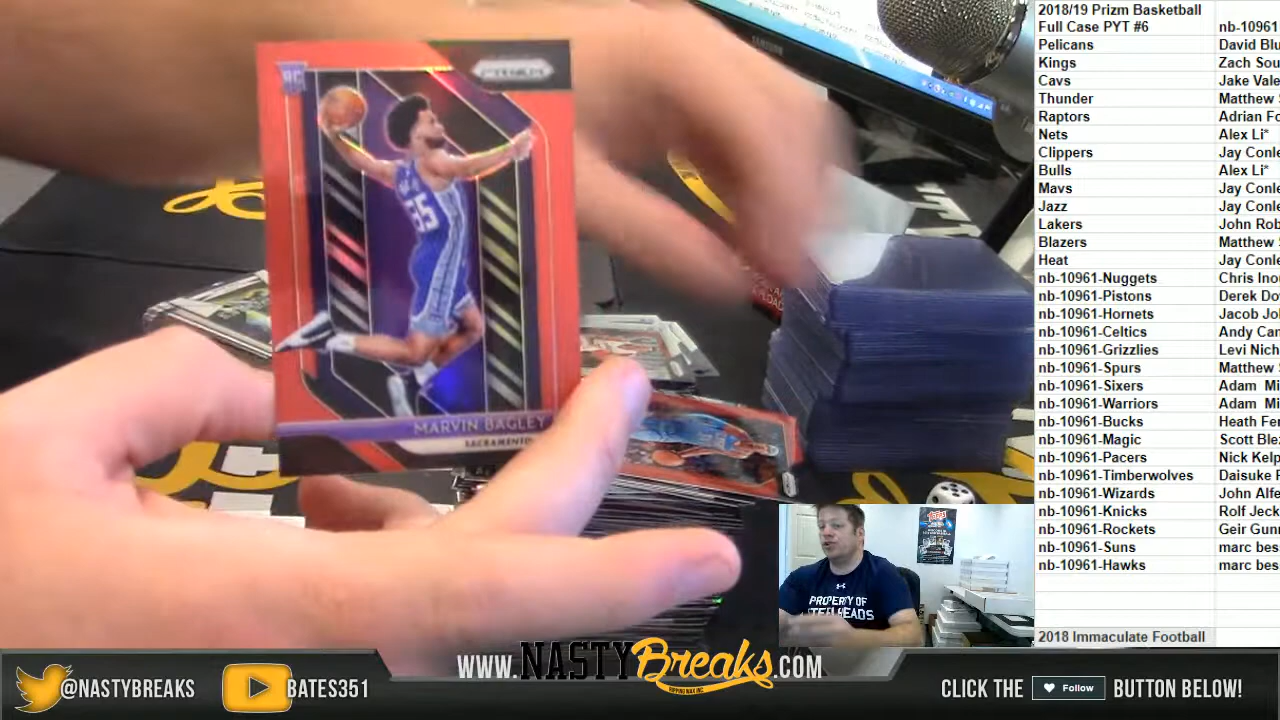 2018/19 Prizm Basketball
Full Case PYT #6 nb-10961
Pelicans David Blu
Kings Zach Sou
Cavs Jake Vale
Thunder Matthew
Raptors Adrian Fo
Nets Alex Li*
Clippers Jay Conle
Bulls Alex Li*
Mavs Jay Conle
Jazz Jay Conle
Lakers John Rob
Blazers Matthew
Heat Jay Conle
nb-10961-Nuggets Chris Inou
nb-10961-Pistons Derek Do
nb-10961-Hornets Jacob Jo
nb-10961-Celtics Andy Can
nb-10961-Grizzlies Levi Nich
nb-10961-Spurs Matthew
nb-10961-Sixers Adam Mi
nb-10961-Warriors Adam Mi
nb-10961-Bucks Heath Fer
nb-10961-Magic Scott Blez
nb-10961-Pacers Nick Kelp
nb-10961-Timberwolves Daisuke F
nb-10961-Wizards John Alfe
nb-10961-Knicks Rolf Jeck
nb-10961-Rockets Geir Gun
nb-10961-Suns marc bes
nb-10961-Hawks marc bes
2018 Immaculate Football
SAMSUNG
RC
PRIZM
35
MARVIN BAGLEY
SACRAMENTO
PROPERTY OF
WWW.NASTYBreaks.COM
@NASTYBREAKS
BATES351
CLICK THE Follow BUTTON BELOW!